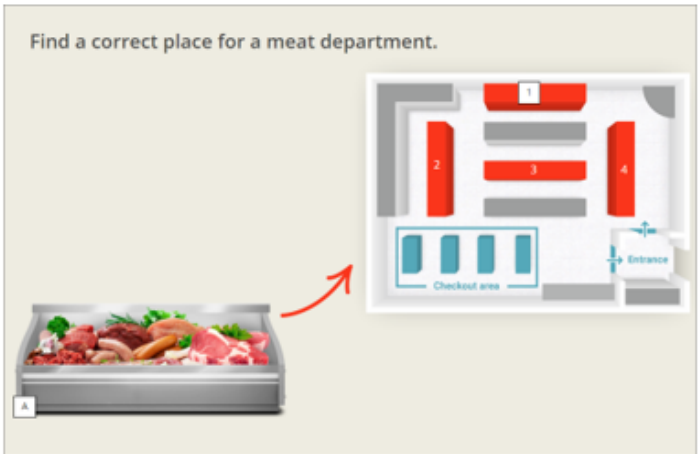 Find a correct place for a meat department.
1
2
3
4
Entrance
Checkout area
A